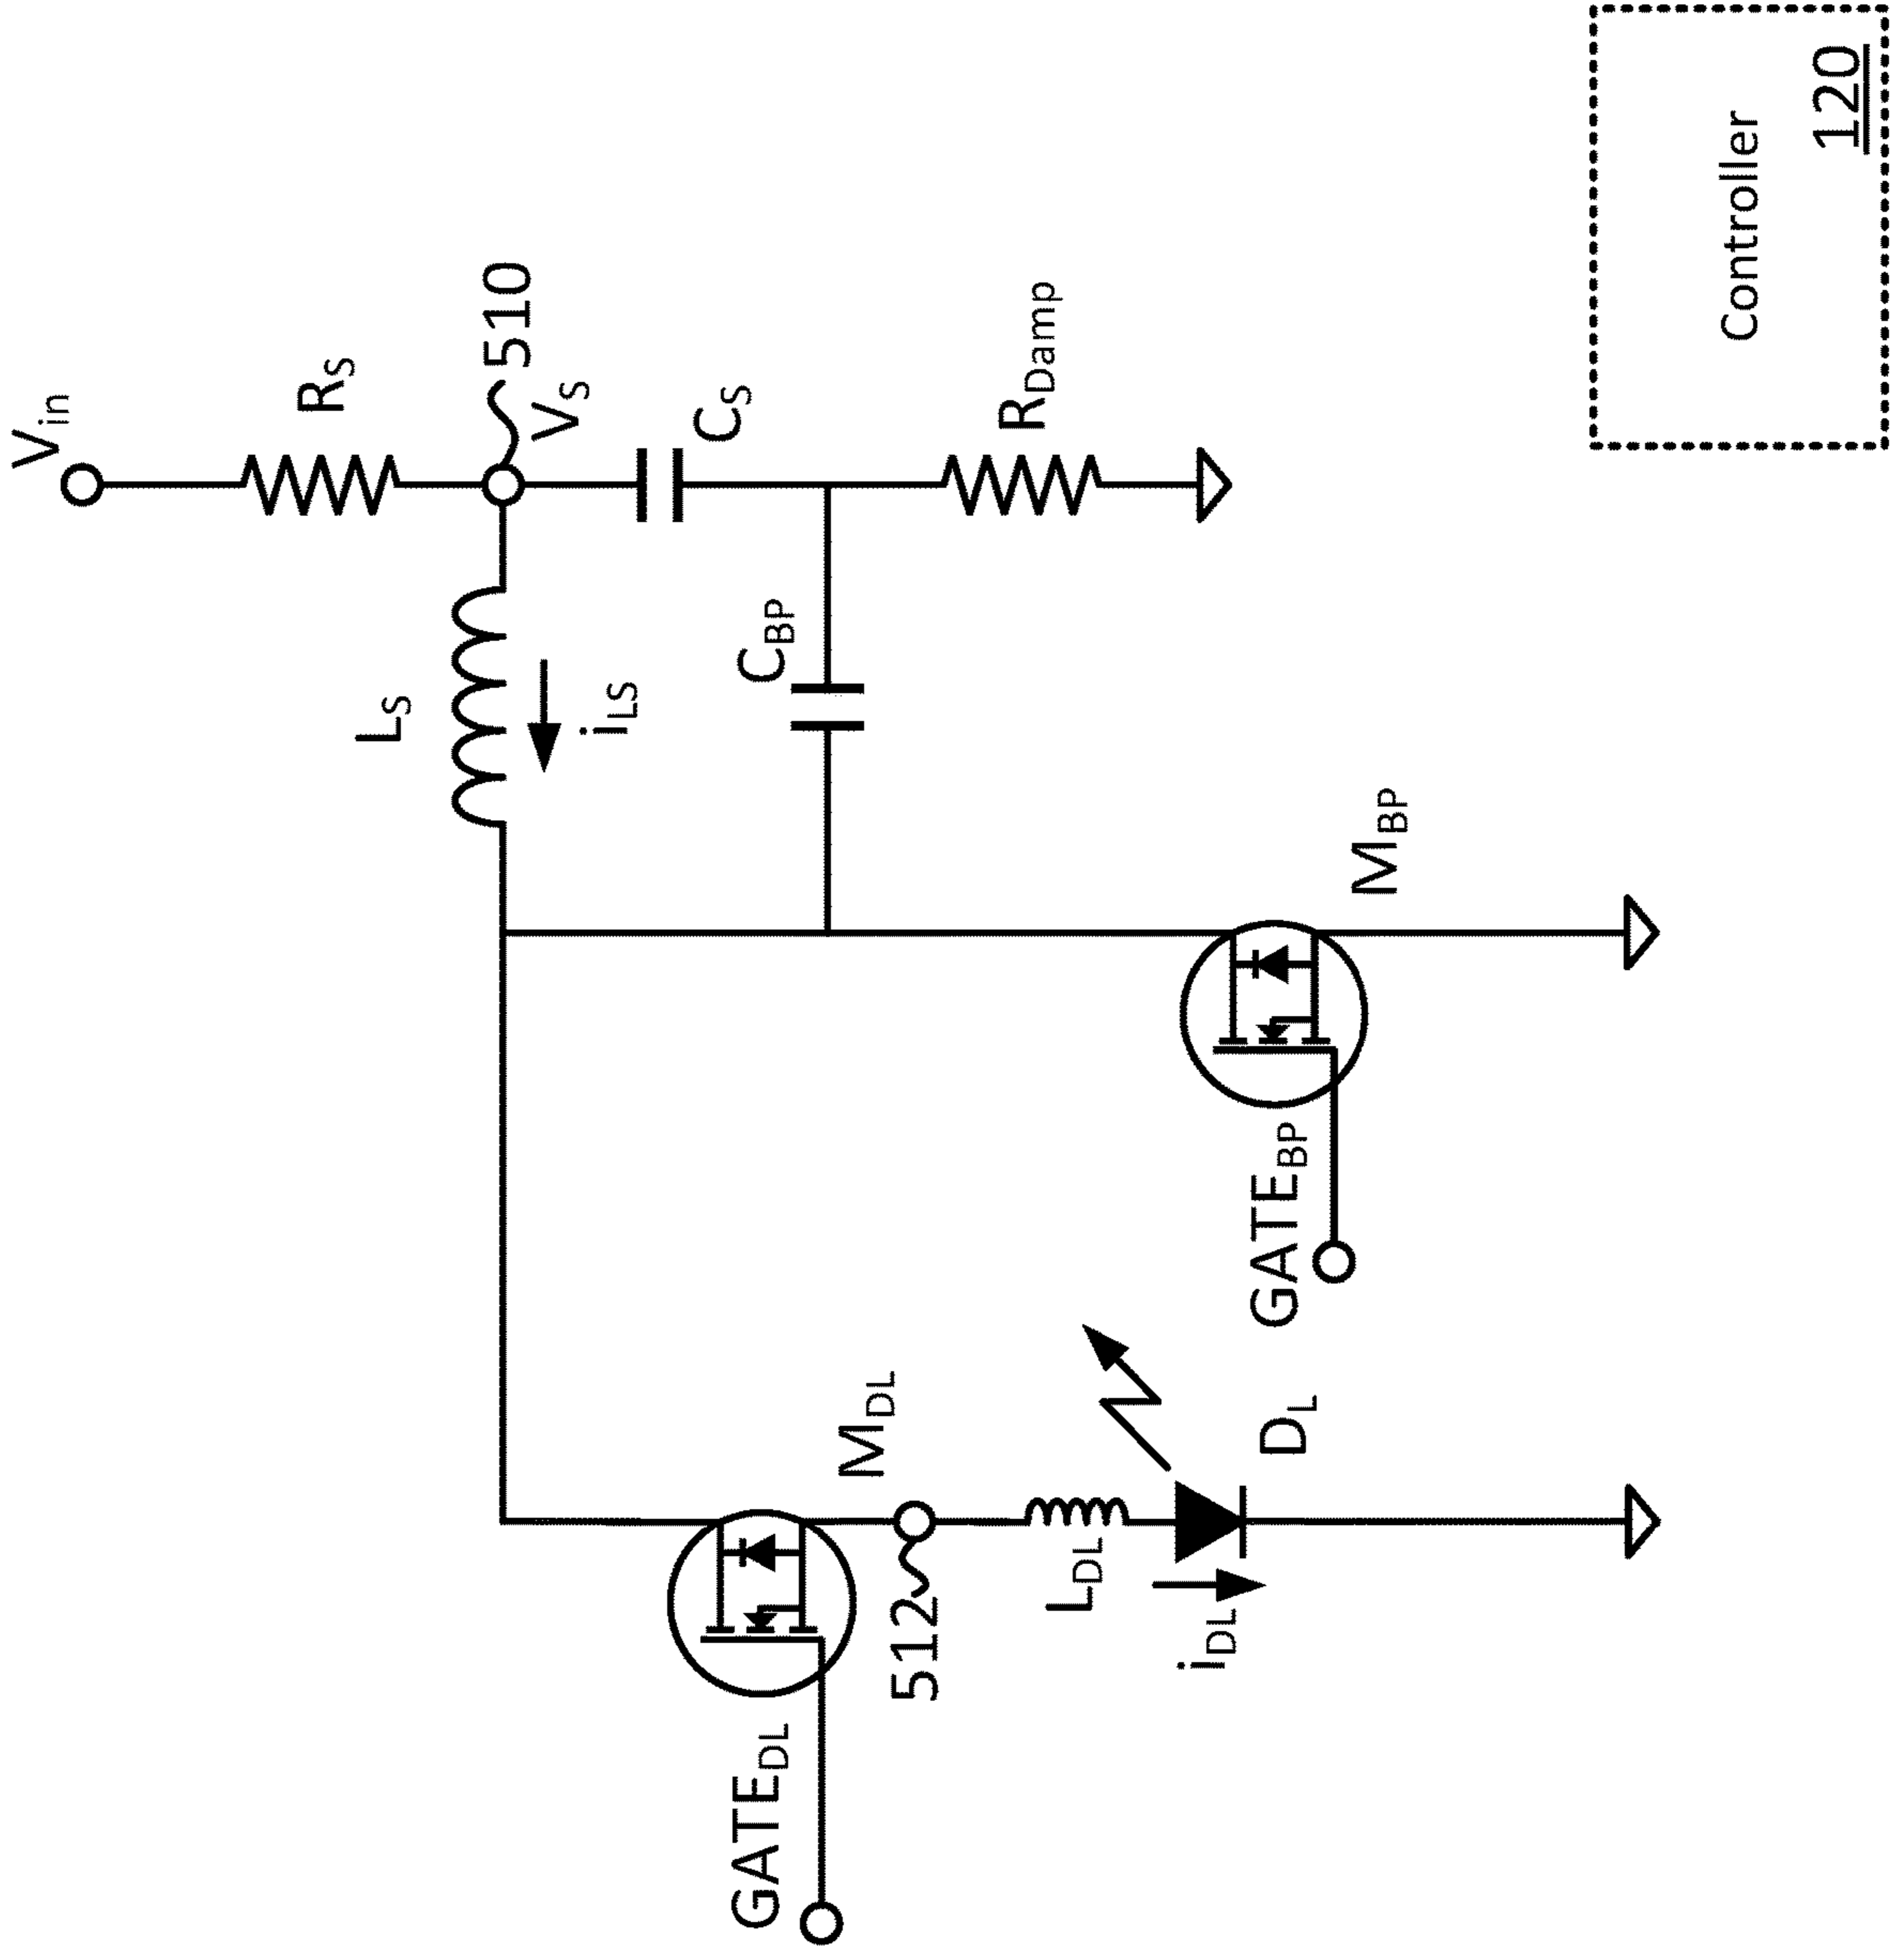 V_in
R_S
510
V_S
L_S
i_LS
C_S
C_BP
R_Damp
M_BP
GATE_BP
M_DL
GATE_DL
512
L_DL
i_DL
D_L
Controller
120